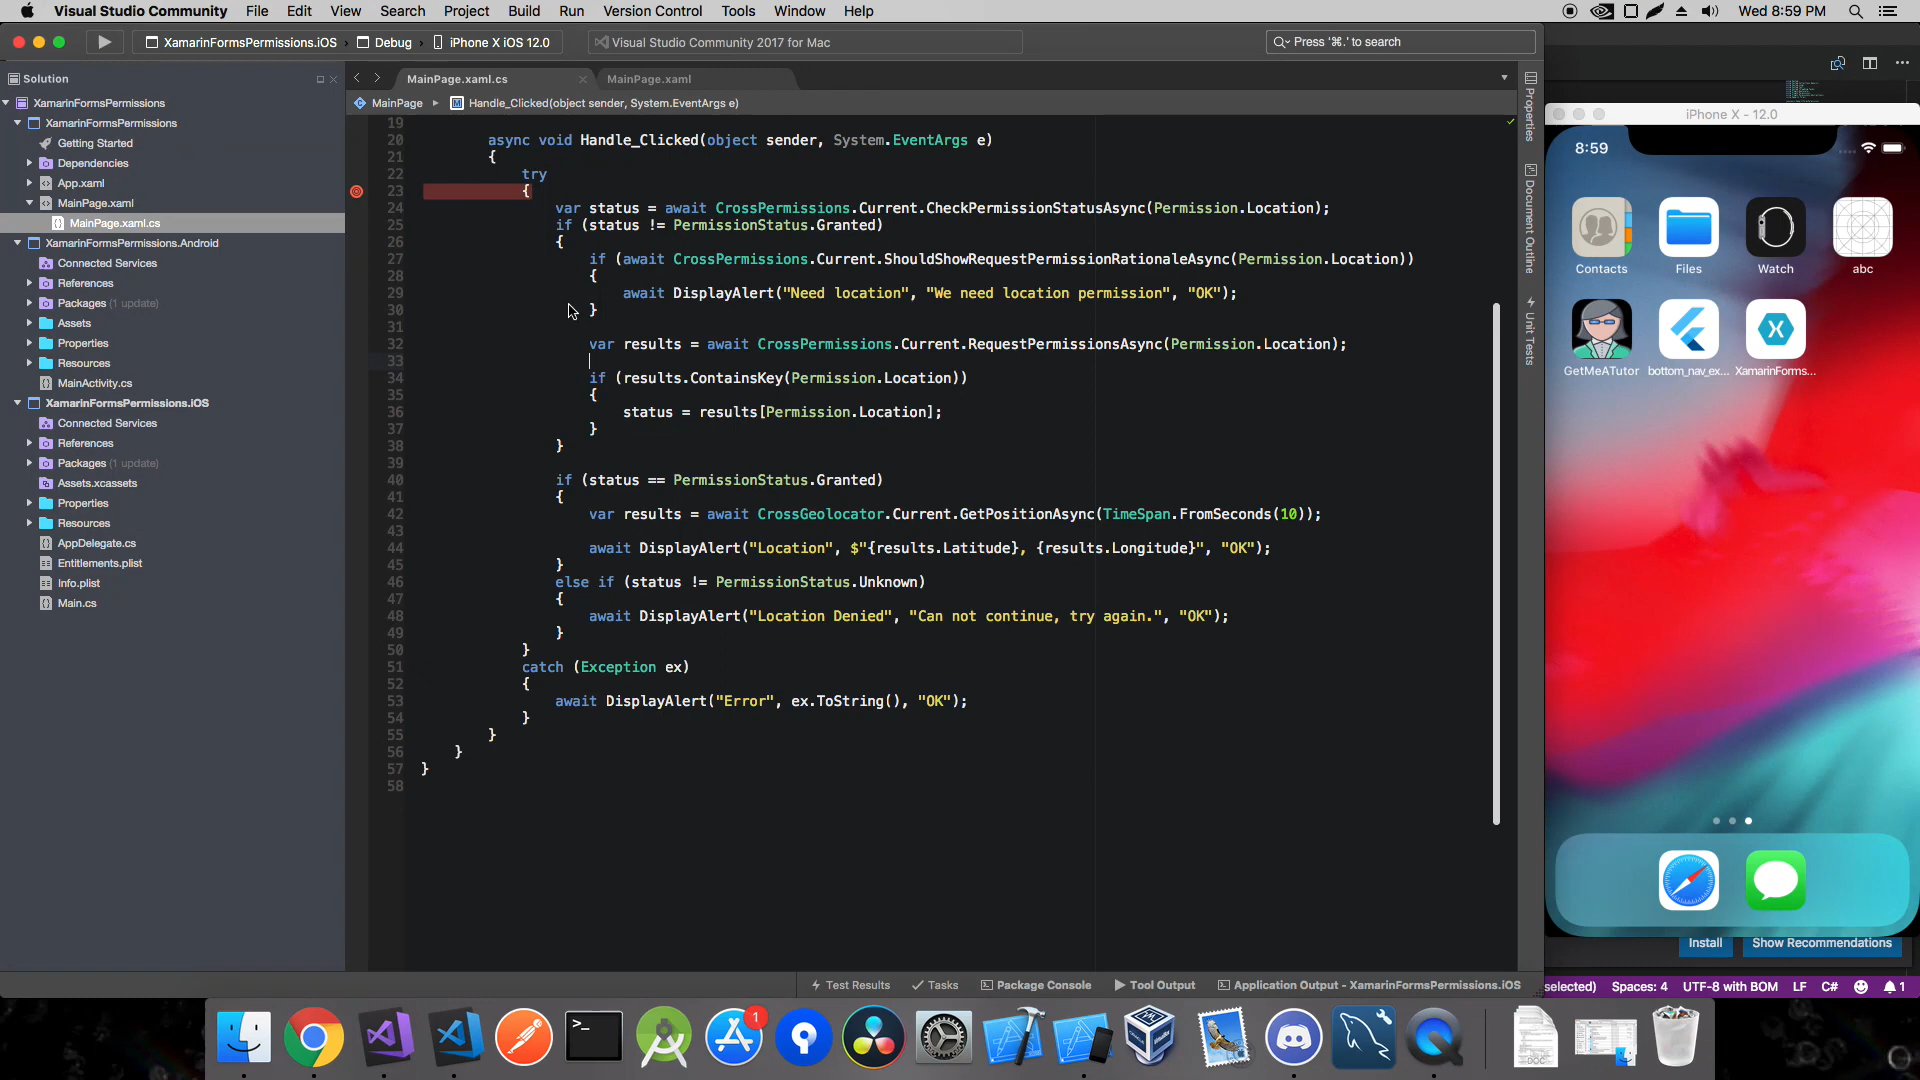 Visual Studio Community File Edit View Search Project Build Run Version Control Tools Window Help
Wed 8:59 PM
XamarinFormsPermissions.iOS Debug iPhone X iOS 12.0
Visual Studio Community 2017 for Mac
Press '⌘.' to search
Solution
XamarinFormsPermissions
XamarinFormsPermissions
Getting Started
Dependencies
App.xaml
MainPage.xaml
MainPage.xaml.cs
XamarinFormsPermissions.Android
Connected Services
References
Packages (1 update)
Assets
Properties
Resources
MainActivity.cs
XamarinFormsPermissions.iOS
Connected Services
References
Packages (1 update)
Assets.xcassets
Properties
Resources
AppDelegate.cs
Entitlements.plist
Info.plist
Main.cs
MainPage.xaml.cs MainPage.xaml
MainPage Handle_Clicked(object sender, System.EventArgs e)
19
20 async void Handle_Clicked(object sender, System.EventArgs e)
21 {
22 try
23 {
24 var status = await CrossPermissions.Current.CheckPermissionStatusAsync(Permission.Location);
25 if (status != PermissionStatus.Granted)
26 {
27 if (await CrossPermissions.Current.ShouldShowRequestPermissionRationaleAsync(Permission.Location))
28 {
29 await DisplayAlert("Need location", "We need location permission", "OK");
30 }
31
32 var results = await CrossPermissions.Current.RequestPermissionsAsync(Permission.Location);
33
34 if (results.ContainsKey(Permission.Location))
35 {
36 status = results[Permission.Location];
37 }
38 }
39
40 if (status == PermissionStatus.Granted)
41 {
42 var results = await CrossGeolocator.Current.GetPositionAsync(TimeSpan.FromSeconds(10));
43
44 await DisplayAlert("Location", $"{results.Latitude}, {results.Longitude}", "OK");
45 }
46 else if (status != PermissionStatus.Unknown)
47 {
48 await DisplayAlert("Location Denied", "Can not continue, try again.", "OK");
49 }
50 }
51 catch (Exception ex)
52 {
53 await DisplayAlert("Error", ex.ToString(), "OK");
54 }
55 }
56 }
57 }
58
Properties
Document Outline
Unit Tests
Test Results Tasks Package Console Tool Output Application Output - XamarinFormsPermissions.iOS
iPhone X - 12.0
8:59
Contacts Files Watch abc
GetMeATutor bottom_nav_ex... XamarinForms...
Install Show Recommendations
selected) Spaces: 4 UTF-8 with BOM LF C# 1
1
DOC